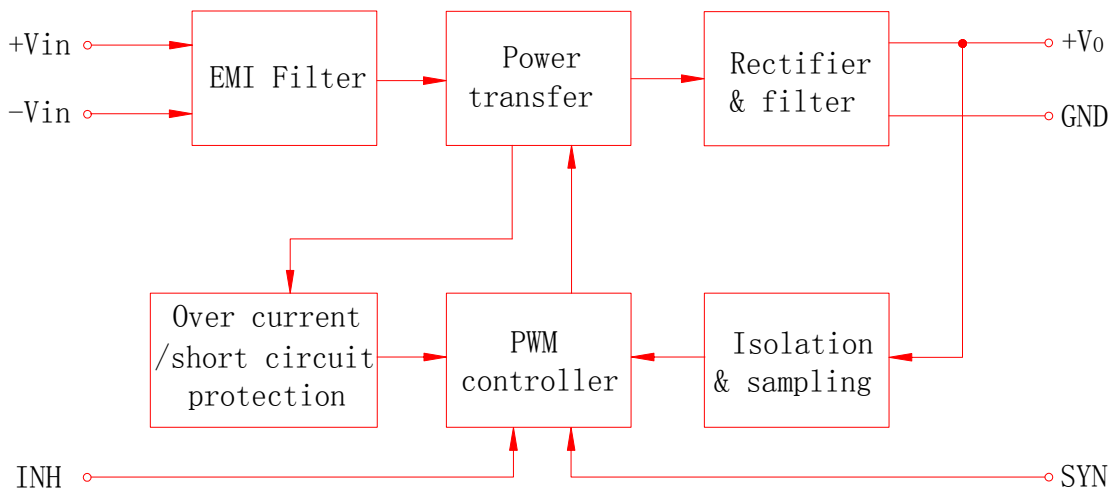 +Vin
-Vin
EMI Filter
Power
transfer
Rectifier
& filter
+V0
GND
Over current
/short circuit
protection
PWM
controller
Isolation
& sampling
INH
SYN